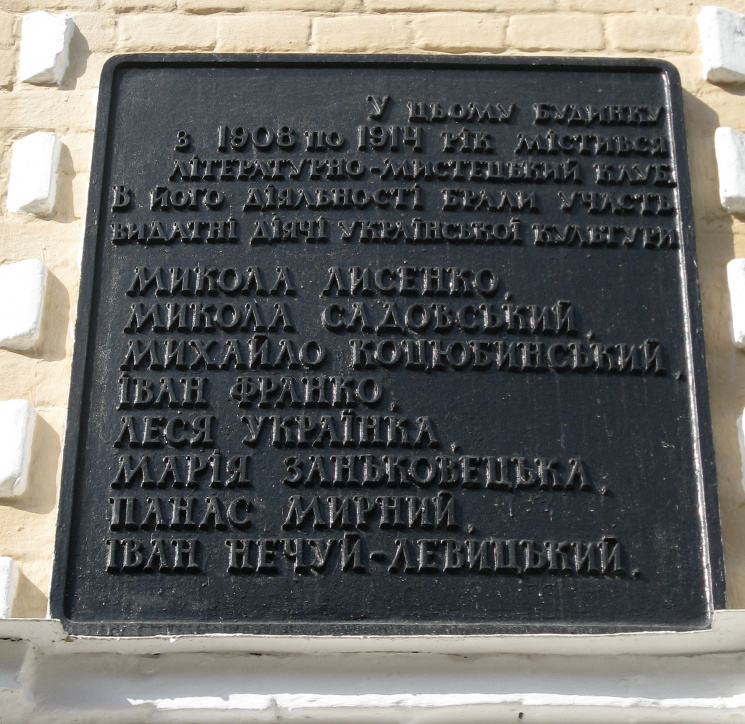 У ЦЬОМУ БУДИНКУ
З 1908 ПО 1914 РІК МІСТИВСЯ
ЛІТЕРАТУРНО-МИСТЕЦЬКИЙ КЛУБ.
В ЙОГО ДІЯЛЬНОСТІ БРАЛИ УЧАСТЬ
ВИДАТНІ ДІЯЧІ УКРАЇНСЬКОЇ КУЛЬТУРИ
МИКОЛА ЛИСЕНКО,
МИКОЛА САДОВСЬКИЙ,
МИХАЙЛО КОЦЮБИНСЬКИЙ,
ІВАН ФРАНКО,
ЛЕСЯ УКРАЇНКА,
МАРІЯ ЗАНЬКОВЕЦЬКА,
ПАНАС МИРНИЙ,
ІВАН НЕЧУЙ-ЛЕВИЦЬКИЙ.